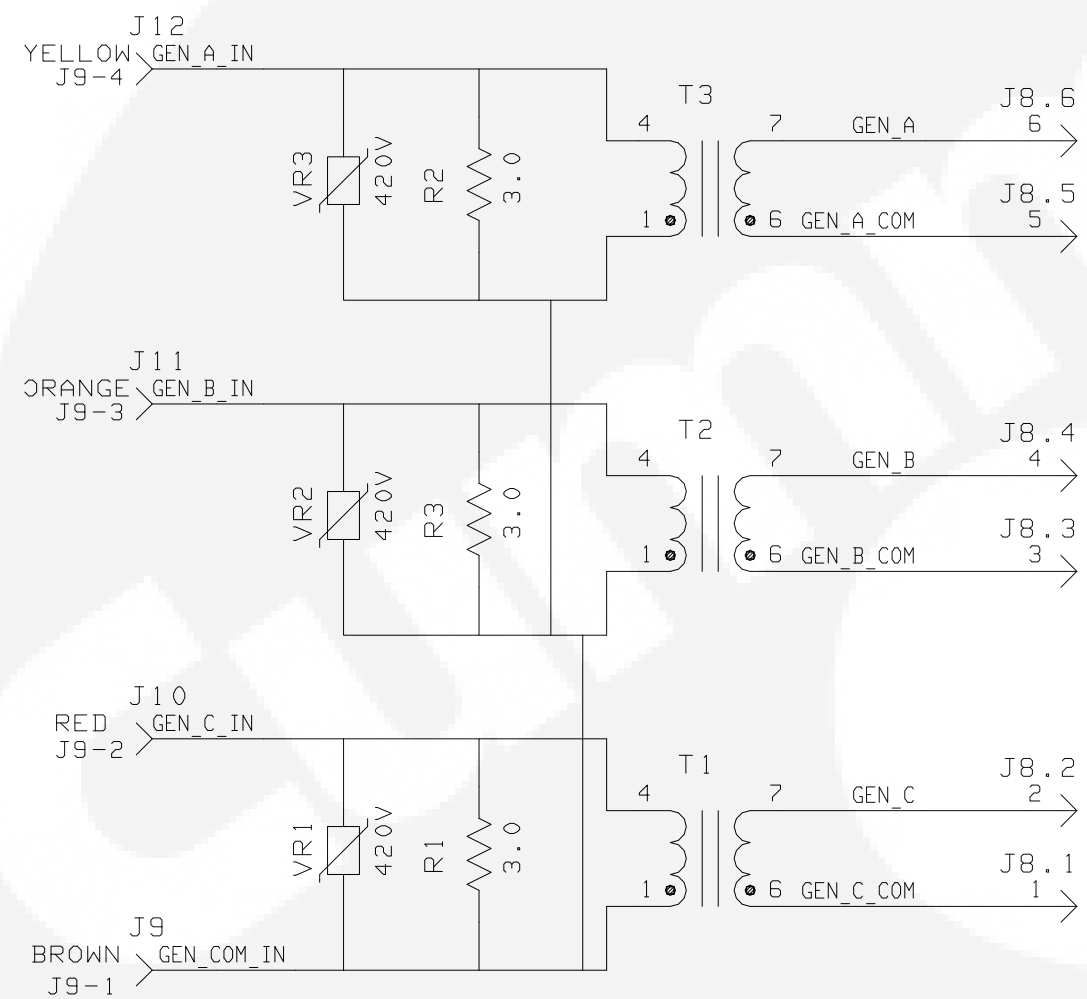 J12
YELLOW GEN_A_IN
J9-4
VR3
420V
R2
3.0
T3
4
1
7
6
GEN_A
GEN_A_COM
J8.6
6
J8.5
5
J11
ORANGE GEN_B_IN
J9-3
VR2
420V
R3
3.0
T2
4
1
7
6
GEN_B
GEN_B_COM
J8.4
4
J8.3
3
J10
RED GEN_C_IN
J9-2
VR1
420V
R1
3.0
T1
4
1
7
6
GEN_C
GEN_C_COM
J8.2
2
J8.1
1
J9
BROWN GEN_COM_IN
J9-1